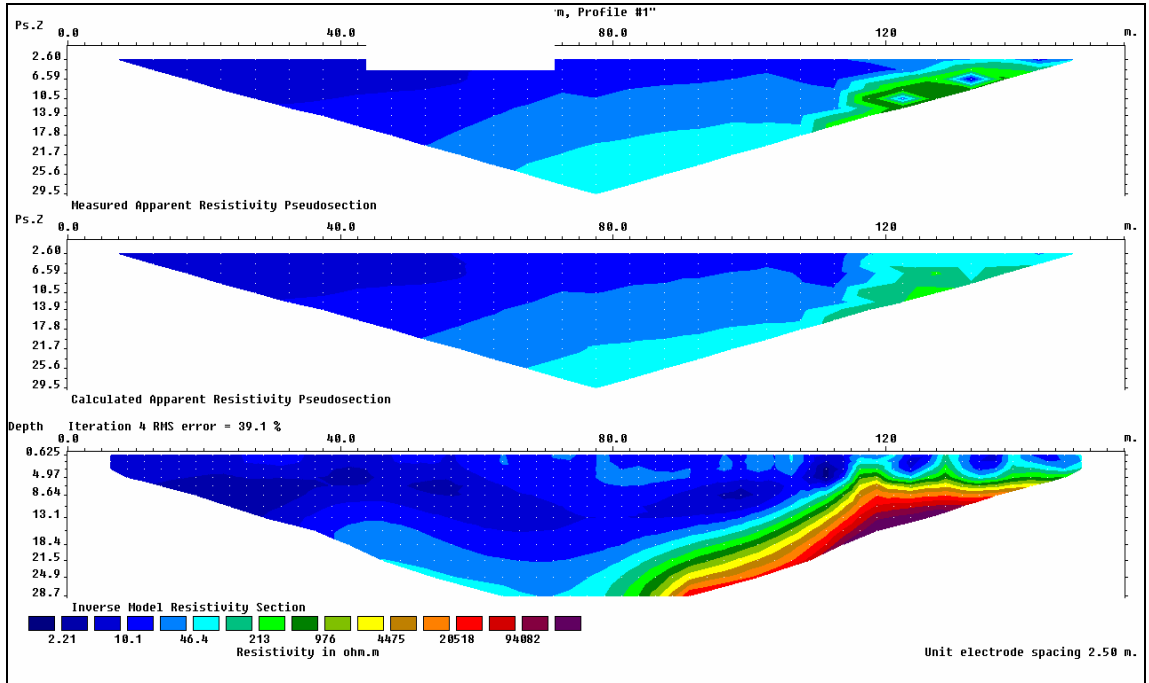 m, Profile #1"
Ps.Z 0.0 40.0 80.0 120 m.
2.60
6.59
10.5
13.9
17.8
21.7
25.6
29.5
Measured Apparent Resistivity Pseudosection
Ps.Z 0.0 40.0 80.0 120 m.
2.60
6.59
10.5
13.9
17.8
21.7
25.6
29.5
Calculated Apparent Resistivity Pseudosection
Depth Iteration 4 RMS error = 39.1 %
0.0 40.0 80.0 120 m.
0.625
4.97
8.64
13.1
18.4
21.5
24.9
28.7
Inverse Model Resistivity Section
2.21 10.1 46.4 213 976 4475 20518 94082
Resistivity in ohm.m Unit electrode spacing 2.50 m.